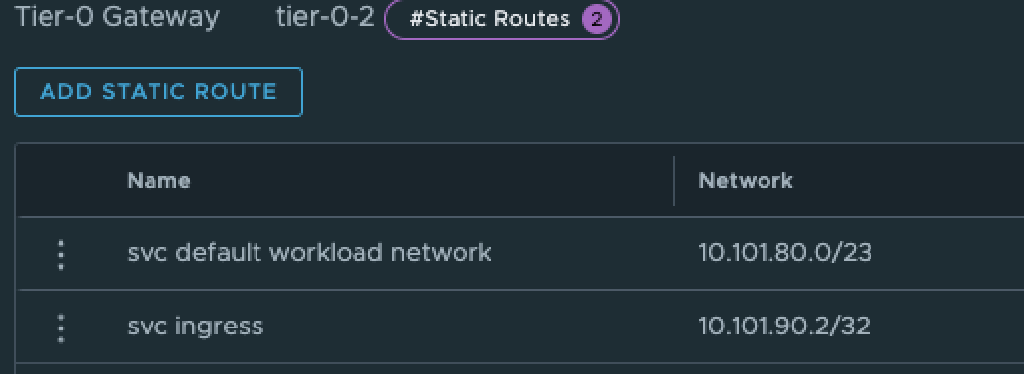 Tier-0 Gateway tier-0-2 #Static Routes 2
ADD STATIC ROUTE
Name Network
svc default workload network 10.101.80.0/23
svc ingress 10.101.90.2/32